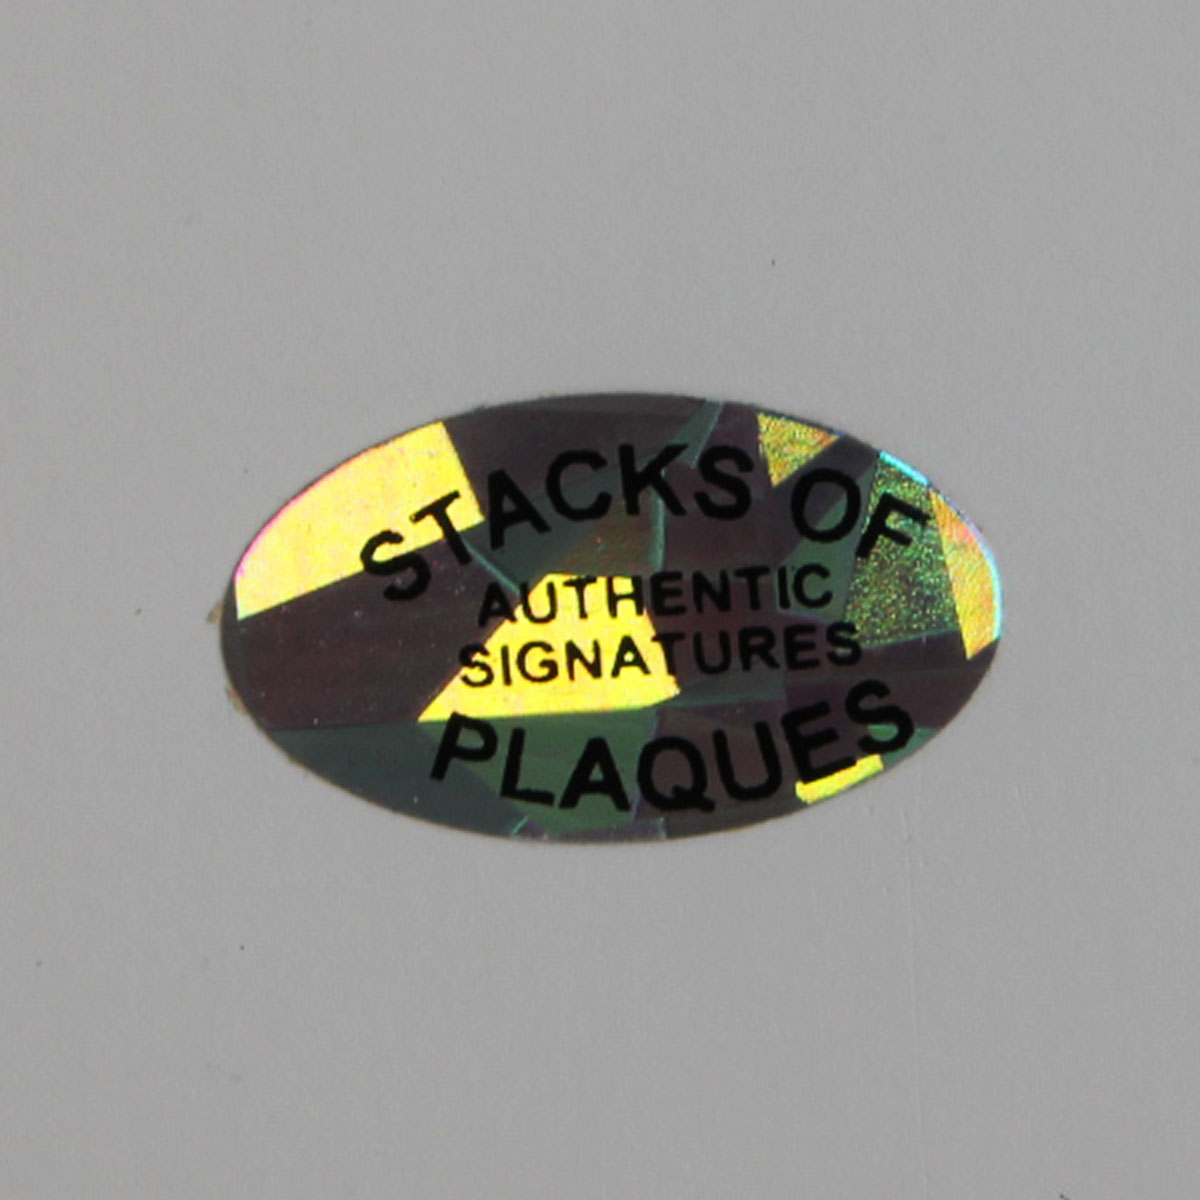 STACKS OF
AUTHENTIC
SIGNATURES
PLAQUES